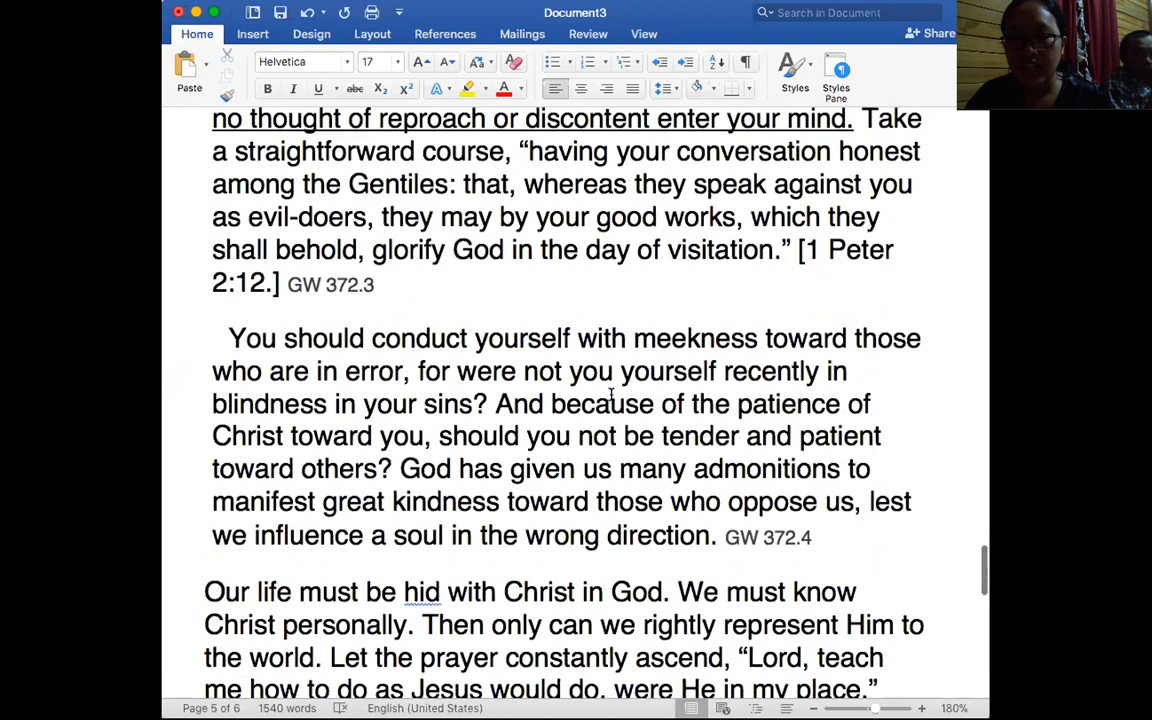 Document3
Search in Document
Home Insert Design Layout References Mailings Review View Share
Helvetica 17
Paste
Styles Styles Pane
no thought of reproach or discontent enter your mind. Take
a straightforward course, “having your conversation honest
among the Gentiles: that, whereas they speak against you
as evil-doers, they may by your good works, which they
shall behold, glorify God in the day of visitation.” [1 Peter
2:12.] GW 372.3
You should conduct yourself with meekness toward those
who are in error, for were not you yourself recently in
blindness in your sins? And because of the patience of
Christ toward you, should you not be tender and patient
toward others? God has given us many admonitions to
manifest great kindness toward those who oppose us, lest
we influence a soul in the wrong direction. GW 372.4
Our life must be hid with Christ in God. We must know
Christ personally. Then only can we rightly represent Him to
the world. Let the prayer constantly ascend, “Lord, teach
me how to do as Jesus would do, were He in my place.”
Page 5 of 6 1540 words English (United States) 180%